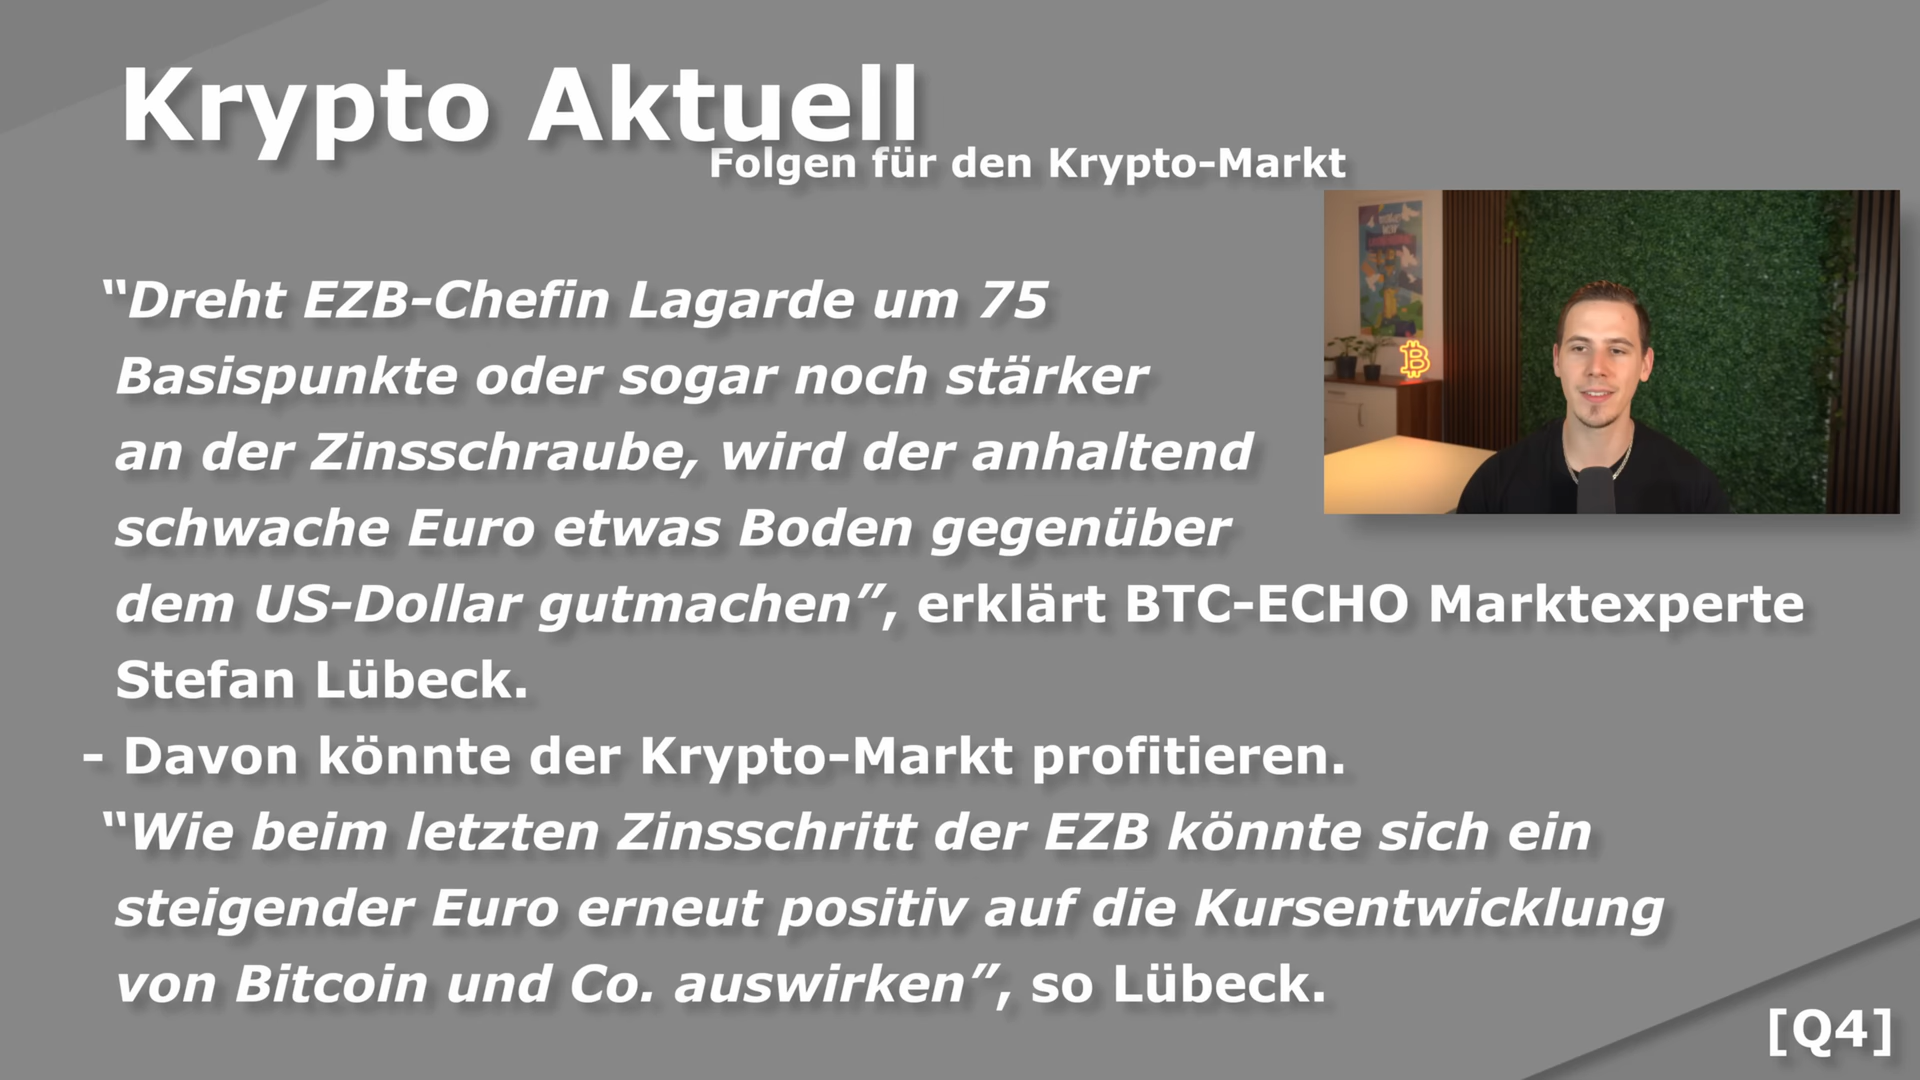 Krypto Aktuell
Folgen für den Krypto-Markt
“Dreht EZB-Chefin Lagarde um 75
Basispunkte oder sogar noch stärker
an der Zinsschraube, wird der anhaltend
schwache Euro etwas Boden gegenüber
dem US-Dollar gutmachen”, erklärt BTC-ECHO Marktexperte
Stefan Lübeck.
- Davon könnte der Krypto-Markt profitieren.
“Wie beim letzten Zinsschritt der EZB könnte sich ein
steigender Euro erneut positiv auf die Kursentwicklung
von Bitcoin und Co. auswirken”, so Lübeck.
[Q4]